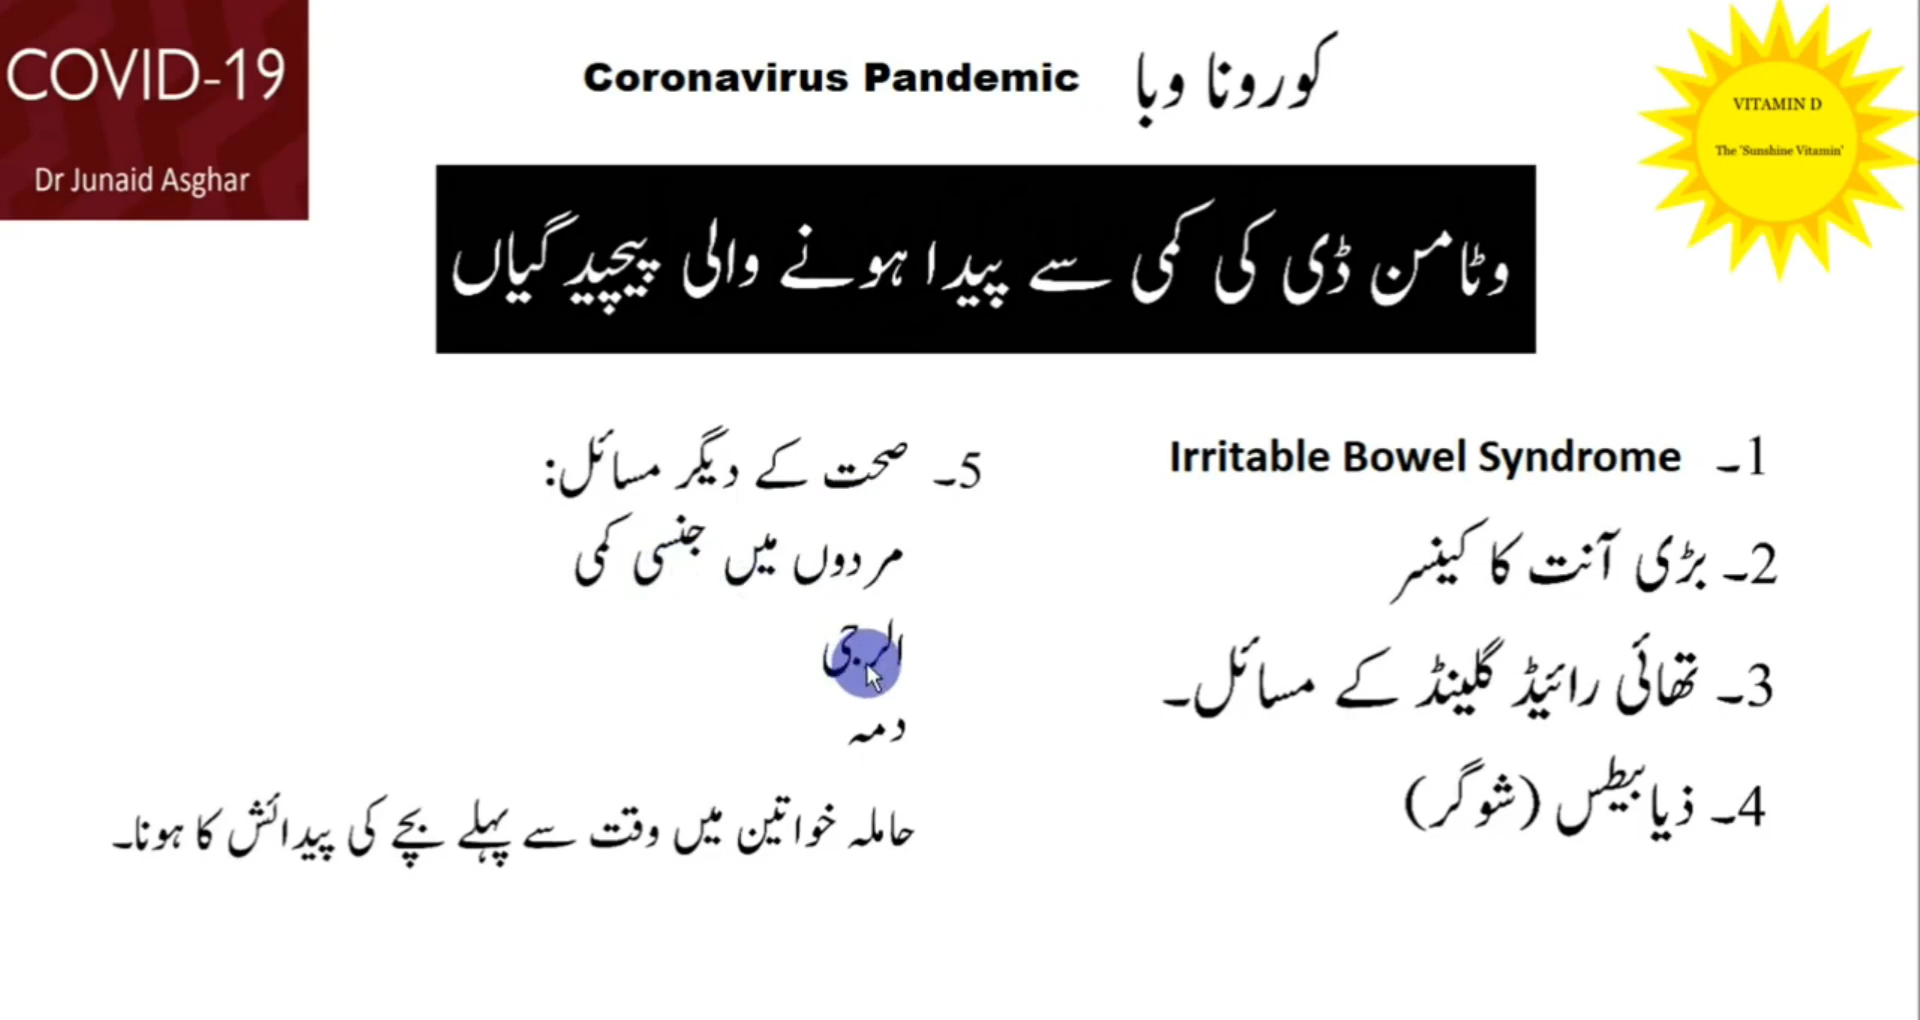 COVID-19
Dr Junaid Asghar
Coronavirus Pandemic کورونا وبا
VITAMIN D
The 'Sunshine Vitamin'
وٹامن ڈی کی کمی سے پیدا ہونے والی پیچیدگیاں
1۔ Irritable Bowel Syndrome
2۔ بڑی آنت کا کینسر
3۔ تھائی رائیڈ گلینڈ کے مسائل۔
4۔ ذیابیطس (شوگر)
5۔ صحت کے دیگر مسائل:
مردوں میں جنسی کمی
الرجی
دمہ
حاملہ خواتین میں وقت سے پہلے بچے کی پیدائش کا ہونا۔